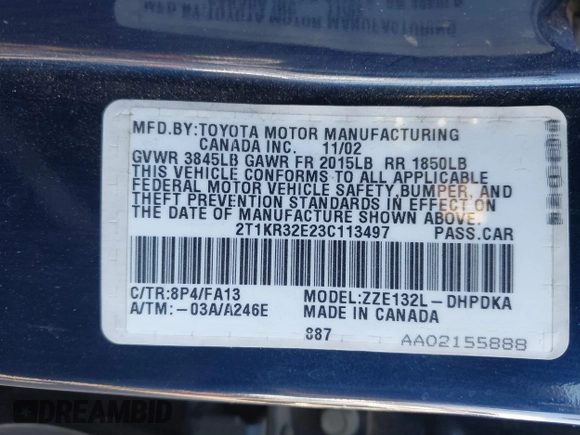 MFD.BY:TOYOTA MOTOR MANUFACTURING
CANADA INC. 11/02
GVWR 3845LB GAWR FR 2015LB RR 1850LB
THIS VEHICLE CONFORMS TO ALL APPLICABLE
FEDERAL MOTOR VEHICLE SAFETY,BUMPER, AND
THEFT PREVENTION STANDARDS IN EFFECT ON
THE DATE OF MANUFACTURE SHOWN ABOVE.
2T1KR32E23C113497 PASS.CAR
C/TR:8P4/FA13 MODEL:ZZE132L-DHPDKA
A/TM:-03A/A246E MADE IN CANADA
887 AA02155888
DREAMBID